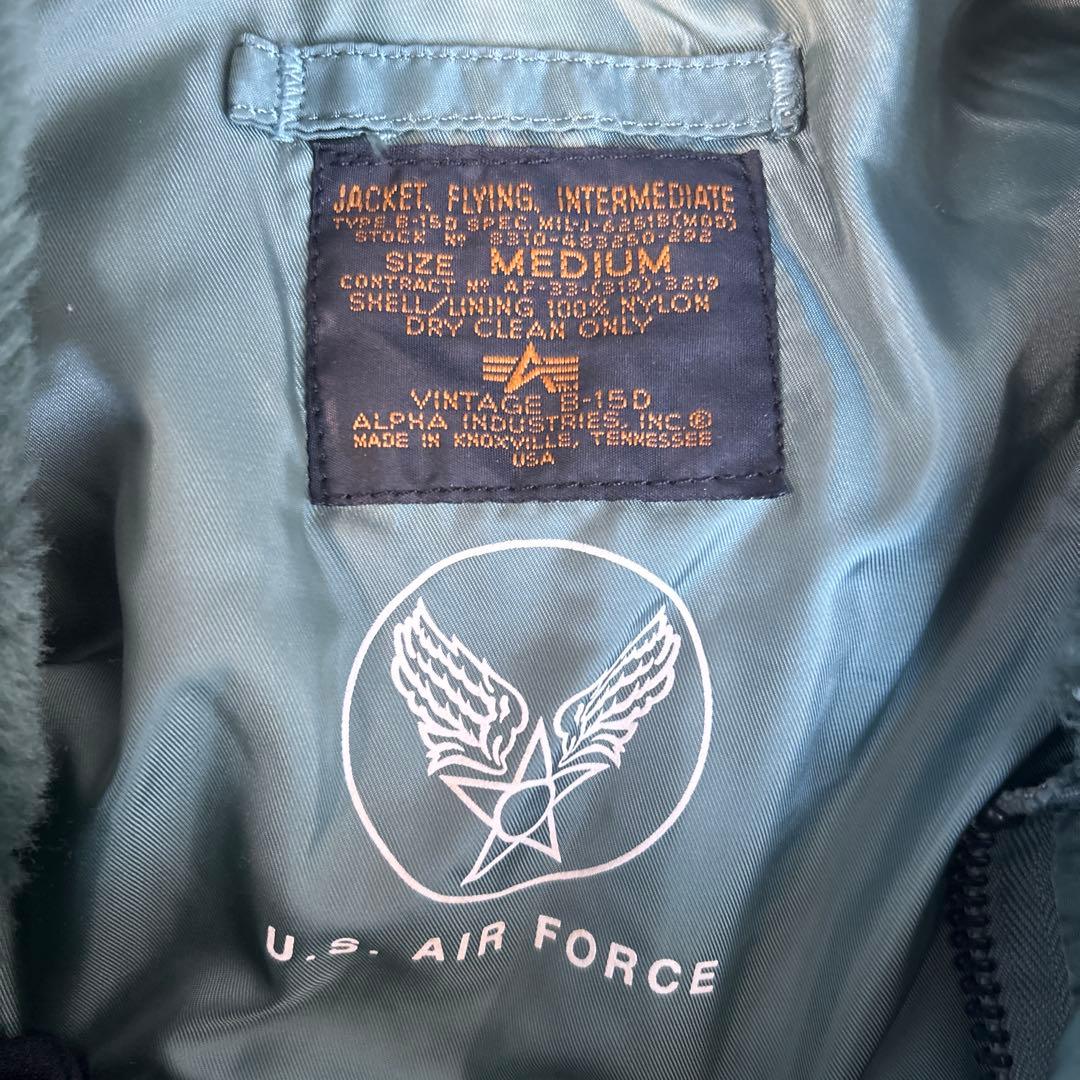 JACKET, FLYING, INTERMEDIATE
TYPE B-15D SPEC. MIL-J-6251B(MOD)
STOCK Nº 8310-483250-292
SIZE MEDIUM
CONTRACT Nº AF-33-(319)-3219
SHELL/LINING 100% NYLON
DRY CLEAN ONLY
VINTAGE B-15D
ALPHA INDUSTRIES, INC.®
MADE IN KNOXVILLE, TENNESSEE
USA
U.S. AIR FORCE